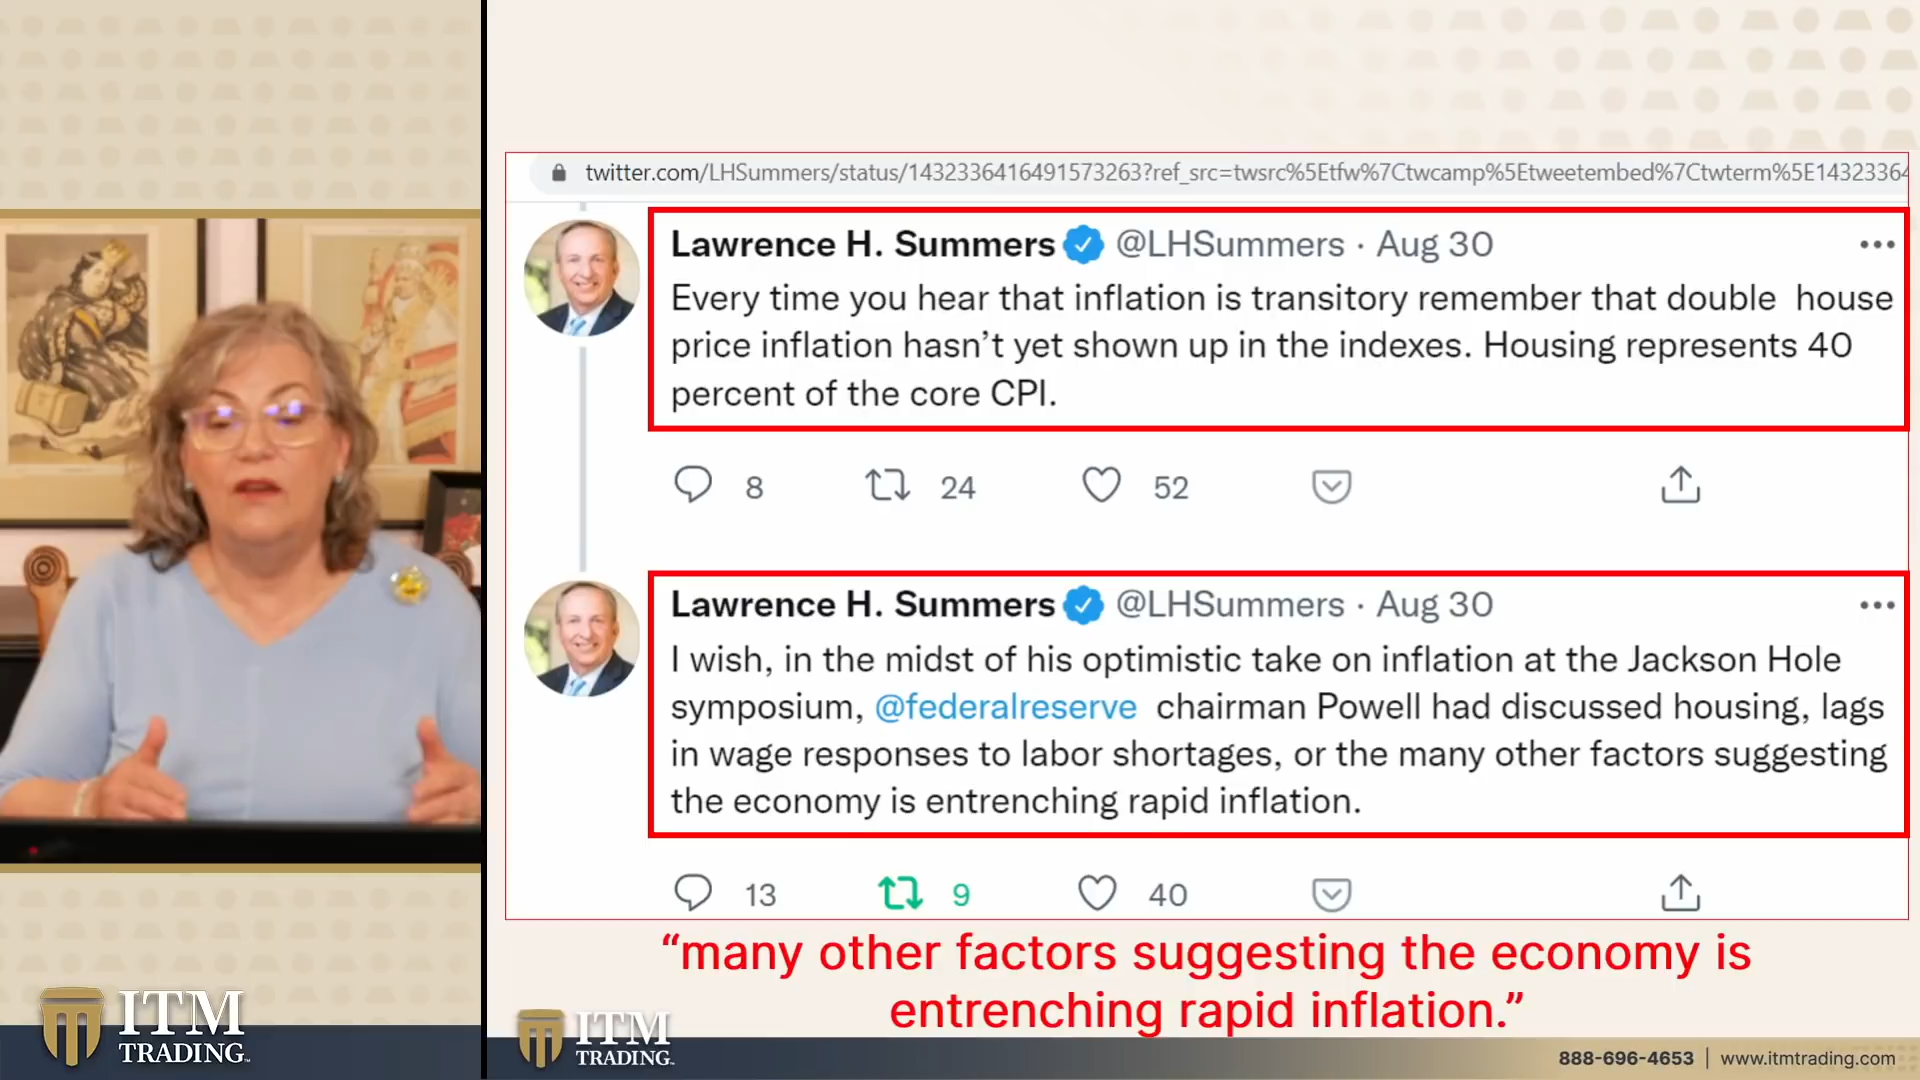 twitter.com/LHSummers/status/1432336416491573263?ref_src=twsrc%5Etfw%7Ctwcamp%5Etweetembed%7Ctwterm%5E1432336
Lawrence H. Summers @LHSummers · Aug 30
Every time you hear that inflation is transitory remember that double house
price inflation hasn’t yet shown up in the indexes. Housing represents 40
percent of the core CPI.
8 24 52
Lawrence H. Summers @LHSummers · Aug 30
I wish, in the midst of his optimistic take on inflation at the Jackson Hole
symposium, @federalreserve chairman Powell had discussed housing, lags
in wage responses to labor shortages, or the many other factors suggesting
the economy is entrenching rapid inflation.
13 9 40
“many other factors suggesting the economy is
entrenching rapid inflation.”
ITM
TRADING
ITM
TRADING
888-696-4653 | www.itmtrading.com